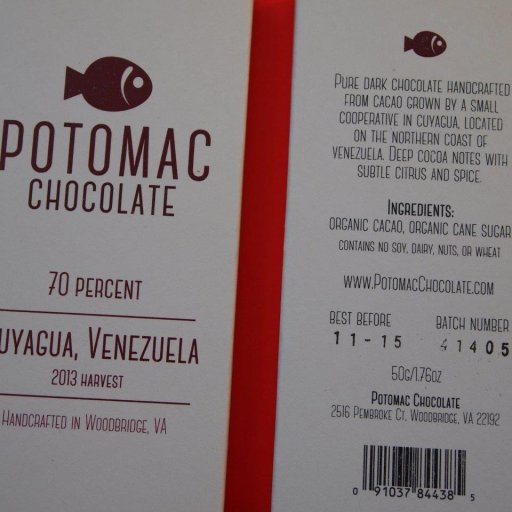 POTOMAC
CHOCOLATE
70 PERCENT
UYAGUA, VENEZUELA
2013 HARVEST
HANDCRAFTED IN WOODBRIDGE, VA
PURE DARK CHOCOLATE HANDCRAFTED
FROM CACAO GROWN BY A SMALL
COOPERATIVE IN CUYAGUA, LOCATED
ON THE NORTHERN COAST OF
VENEZUELA. DEEP COCOA NOTES WITH
SUBTLE CITRUS AND SPICE.
INGREDIENTS:
ORGANIC CACAO, ORGANIC CANE SUGAR
CONTAINS NO SOY, DAIRY, NUTS, OR WHEAT
WWW.POTOMACCHOCOLATE.COM
BEST BEFORE BATCH NUMBER
11-15 41405
50G/1.76OZ
POTOMAC CHOCOLATE
2516 PEMBROKE CT, WOODBRIDGE, VA 22192
0 91037 84438 5